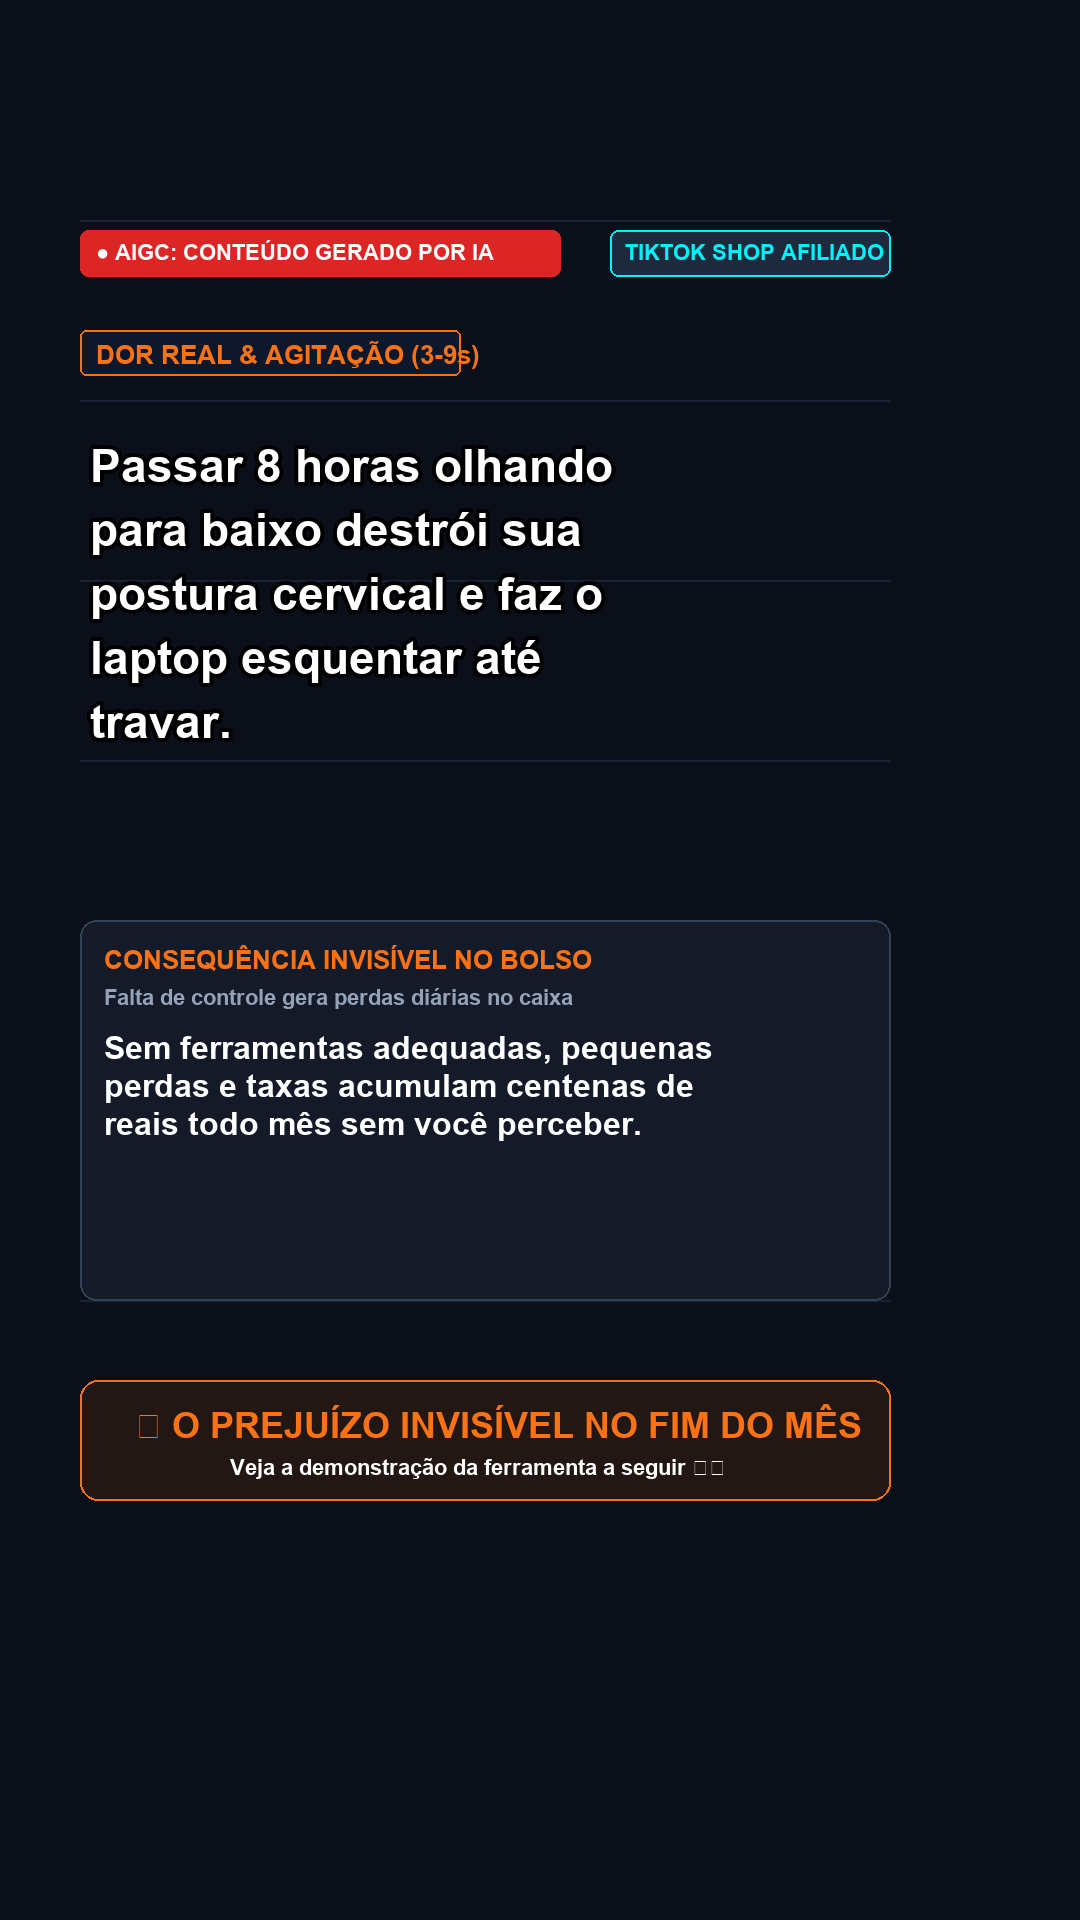 ● AIGC: CONTEÚDO GERADO POR IA
TIKTOK SHOP AFILIADO
DOR REAL & AGITAÇÃO (3-9s)
Passar 8 horas olhando
para baixo destrói sua
postura cervical e faz o
laptop esquentar até
travar.
CONSEQUÊNCIA INVISÍVEL NO BOLSO
Falta de controle gera perdas diárias no caixa
Sem ferramentas adequadas, pequenas
perdas e taxas acumulam centenas de
reais todo mês sem você perceber.
O PREJUÍZO INVISÍVEL NO FIM DO MÊS
Veja a demonstração da ferramenta a seguir